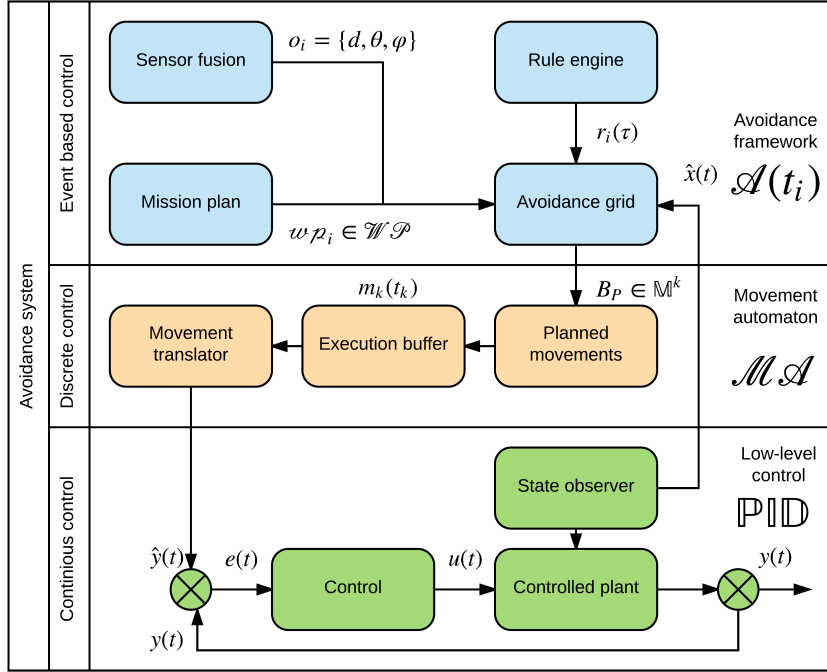 Avoidance system
Event based control
Sensor fusion
o_i = {d, θ, φ}
Rule engine
r_i(τ)
Avoidance
framework
𝒜(t_i)
x̂(t)
Mission plan
𝓌𝓅_i ∈ 𝒲𝒫
Avoidance grid
Discrete control
B_P ∈ 𝕄^k
m_k(t_k)
Movement
automaton
ℳ𝒜
Movement
translator
Execution buffer
Planned
movements
Continious control
State observer
Low-level
control
ℙ𝕀𝔻
ŷ(t)
e(t)
Control
u(t)
Controlled plant
y(t)
y(t)